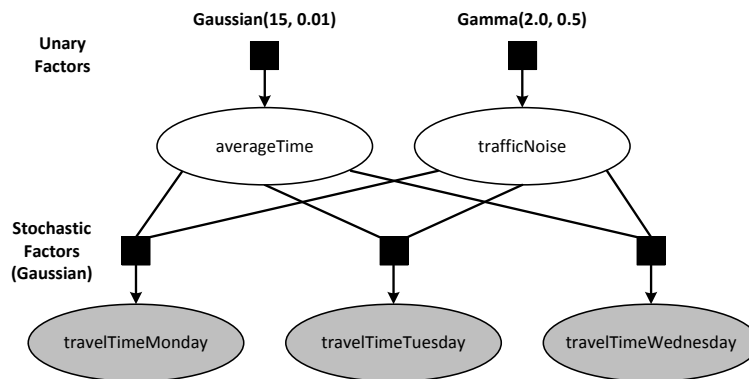 Gaussian(15, 0.01)
Gamma(2.0, 0.5)
Unary
Factors
averageTime
trafficNoise
Stochastic
Factors
(Gaussian)
travelTimeMonday
travelTimeTuesday
travelTimeWednesday